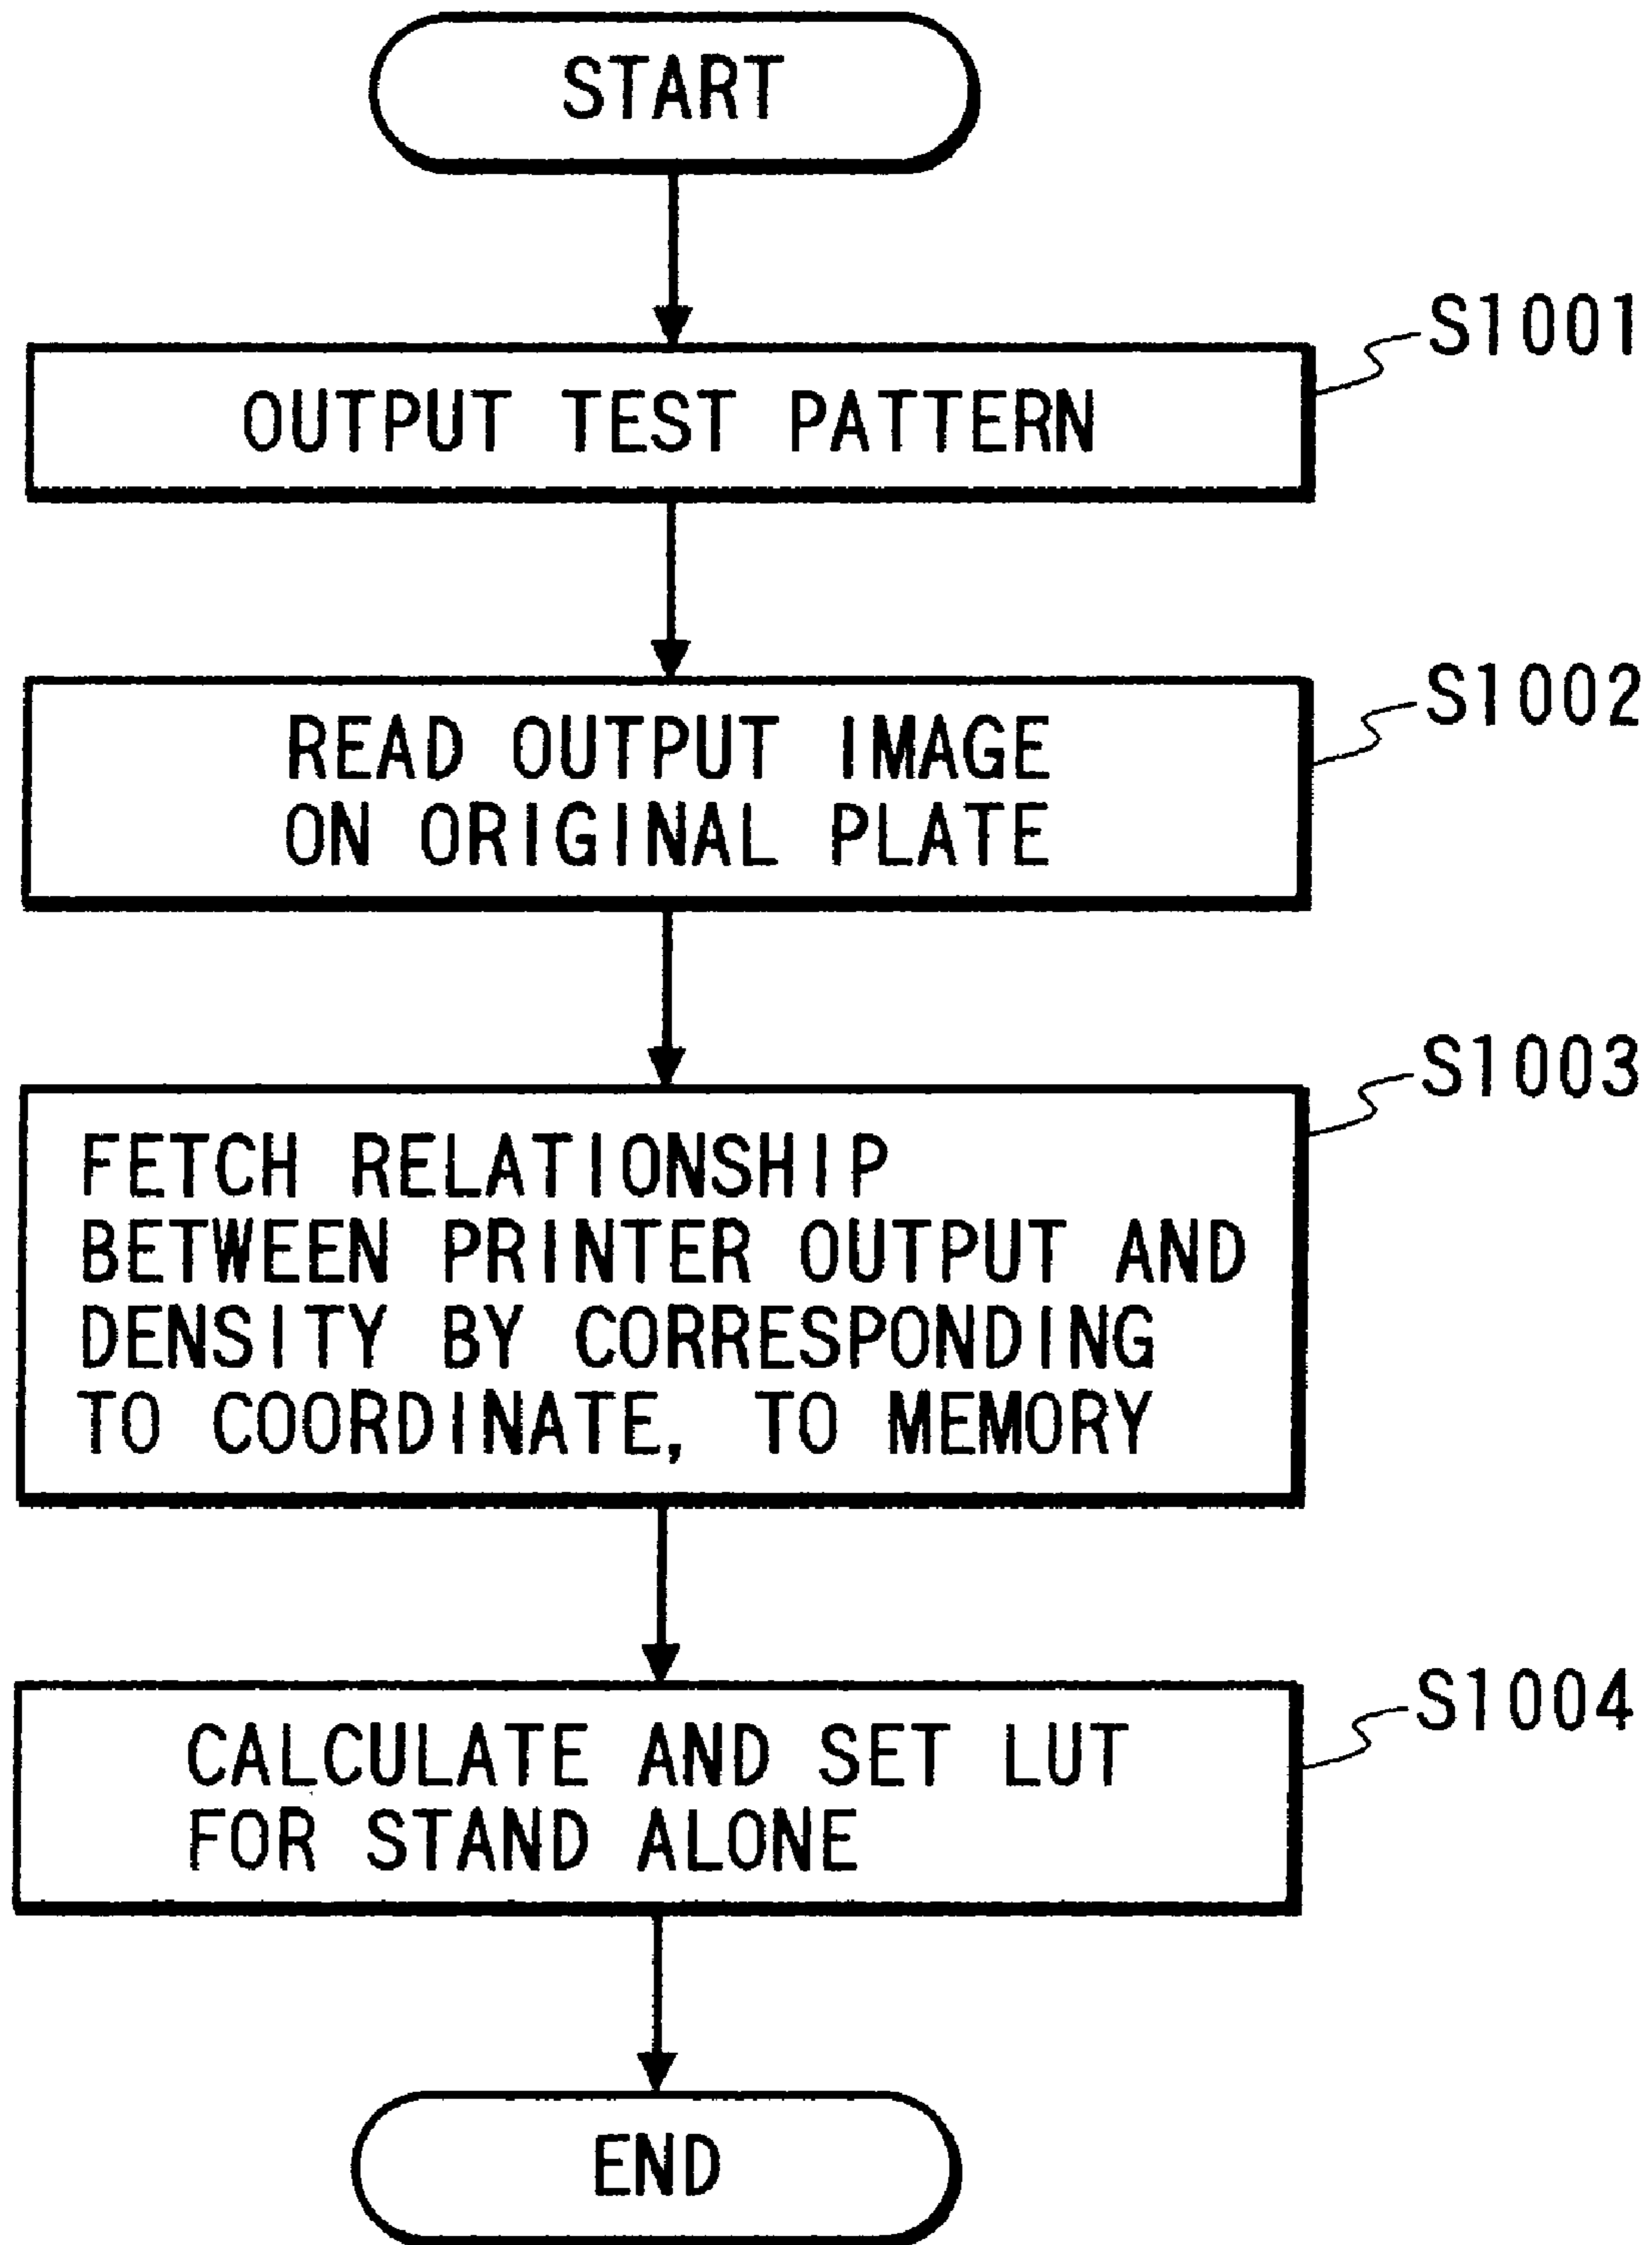 START
S1001
OUTPUT TEST PATTERN
S1002
READ OUTPUT IMAGE
ON ORIGINAL PLATE
S1003
FETCH RELATIONSHIP
BETWEEN PRINTER OUTPUT AND
DENSITY BY CORRESPONDING
TO COORDINATE, TO MEMORY
S1004
CALCULATE AND SET LUT
FOR STAND ALONE
END